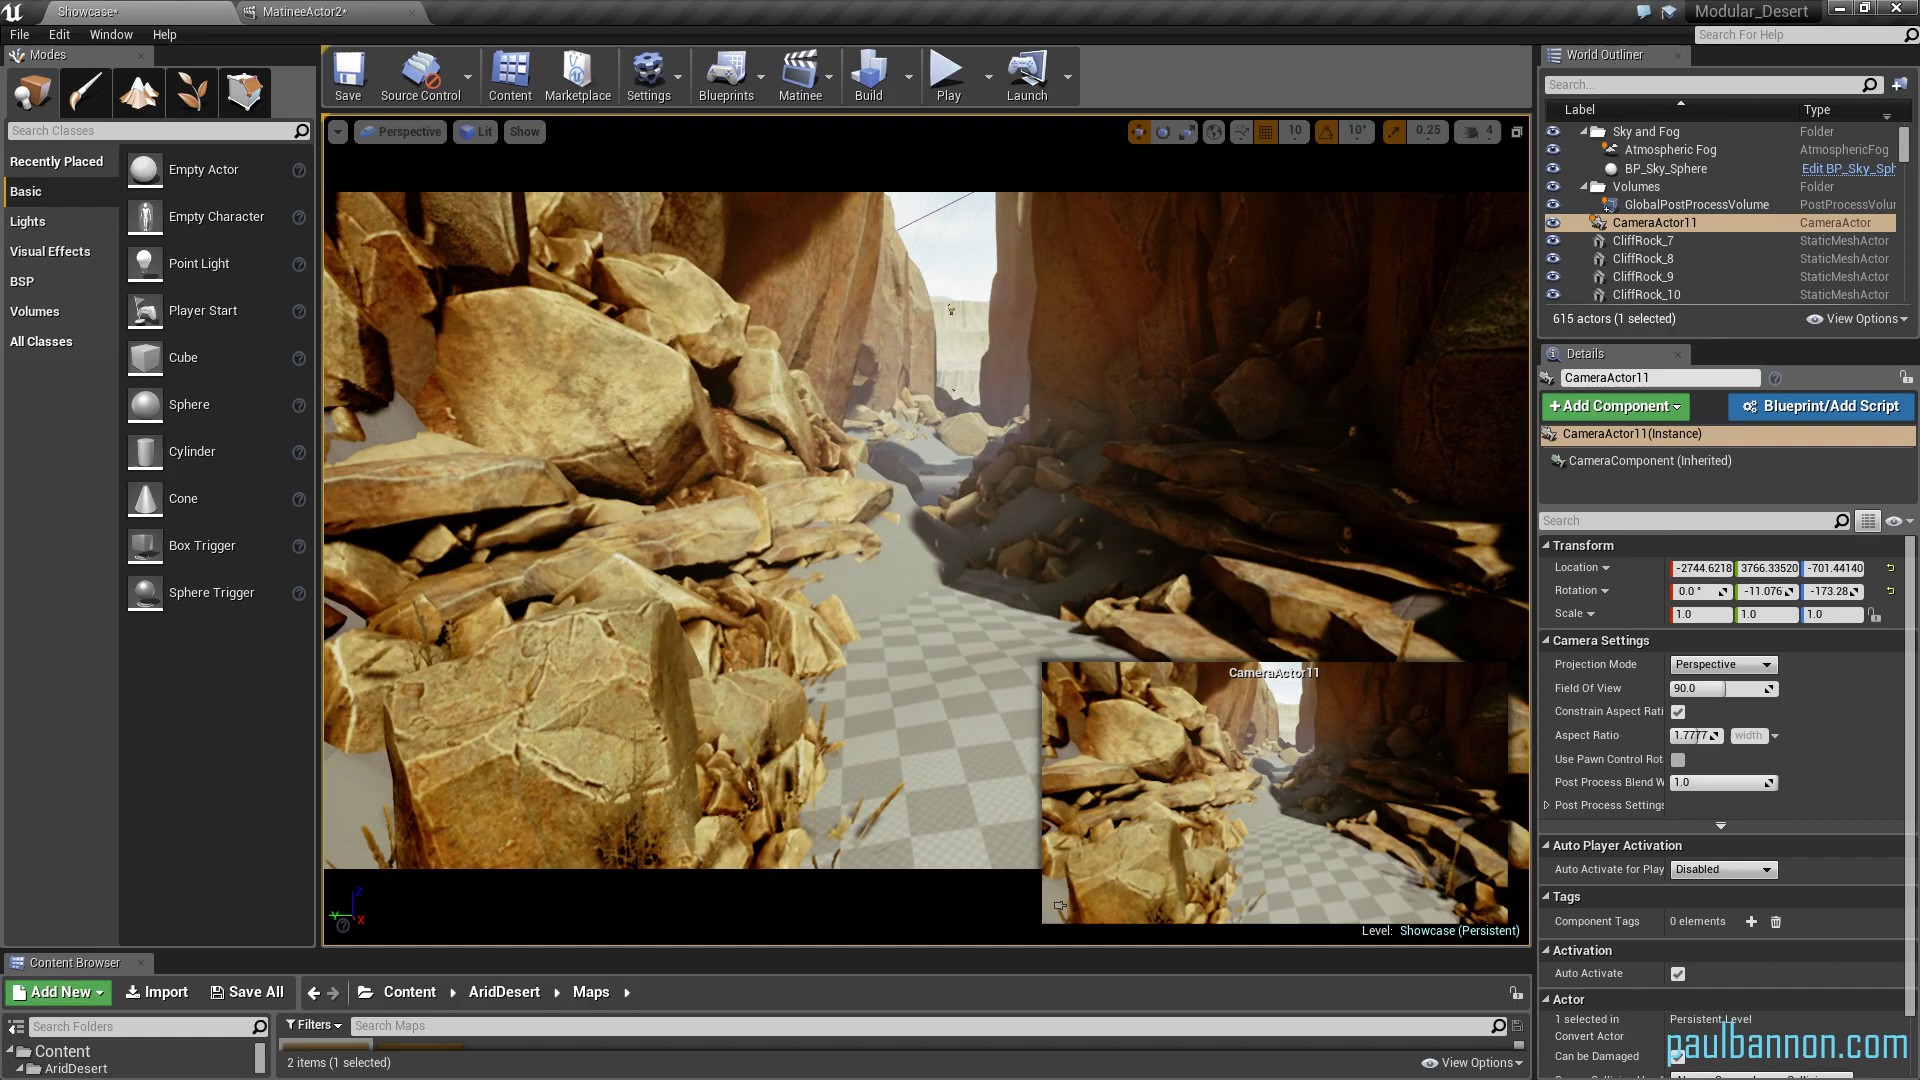 Showcase*
MatineeActor2*
Modular_Desert
File Edit Window Help
Search For Help
Modes
Search Classes
Recently Placed
Basic
Lights
Visual Effects
BSP
Volumes
All Classes
Empty Actor
Empty Character
Point Light
Player Start
Cube
Sphere
Cylinder
Cone
Box Trigger
Sphere Trigger
Save
Source Control
Content
Marketplace
Settings
Blueprints
Matinee
Build
Play
Launch
Perspective
Lit
Show
10
10°
0.25
4
CameraActor11
Z
Y
X
Level: Showcase (Persistent)
World Outliner
Search...
Label Type
Sky and Fog Folder
Atmospheric Fog AtmosphericFog
BP_Sky_Sphere Edit BP_Sky_Sph
Volumes Folder
GlobalPostProcessVolume PostProcessVolur
CameraActor11 CameraActor
CliffRock_7 StaticMeshActor
CliffRock_8 StaticMeshActor
CliffRock_9 StaticMeshActor
CliffRock_10 StaticMeshActor
615 actors (1 selected)
View Options
Details
CameraActor11
+Add Component
Blueprint/Add Script
CameraActor11(Instance)
CameraComponent (Inherited)
Search
Transform
Location -2744.6218 3766.33520 -701.44140
Rotation 0.0 ° -11.076 -173.28
Scale 1.0 1.0 1.0
Camera Settings
Projection Mode Perspective
Field Of View 90.0
Constrain Aspect Rati
Aspect Ratio 1.7777 width
Use Pawn Control Rot
Post Process Blend W 1.0
Post Process Settings
Auto Player Activation
Auto Activate for Play Disabled
Tags
Component Tags 0 elements
Activation
Auto Activate
Actor
1 selected in Persistent Level
Convert Actor
Can be Damaged
paulbannon.com
Content Browser
Add New
Import
Save All
Content
AridDesert
Maps
Search Folders
Content
AridDesert
Filters
Search Maps
2 items (1 selected)
View Options